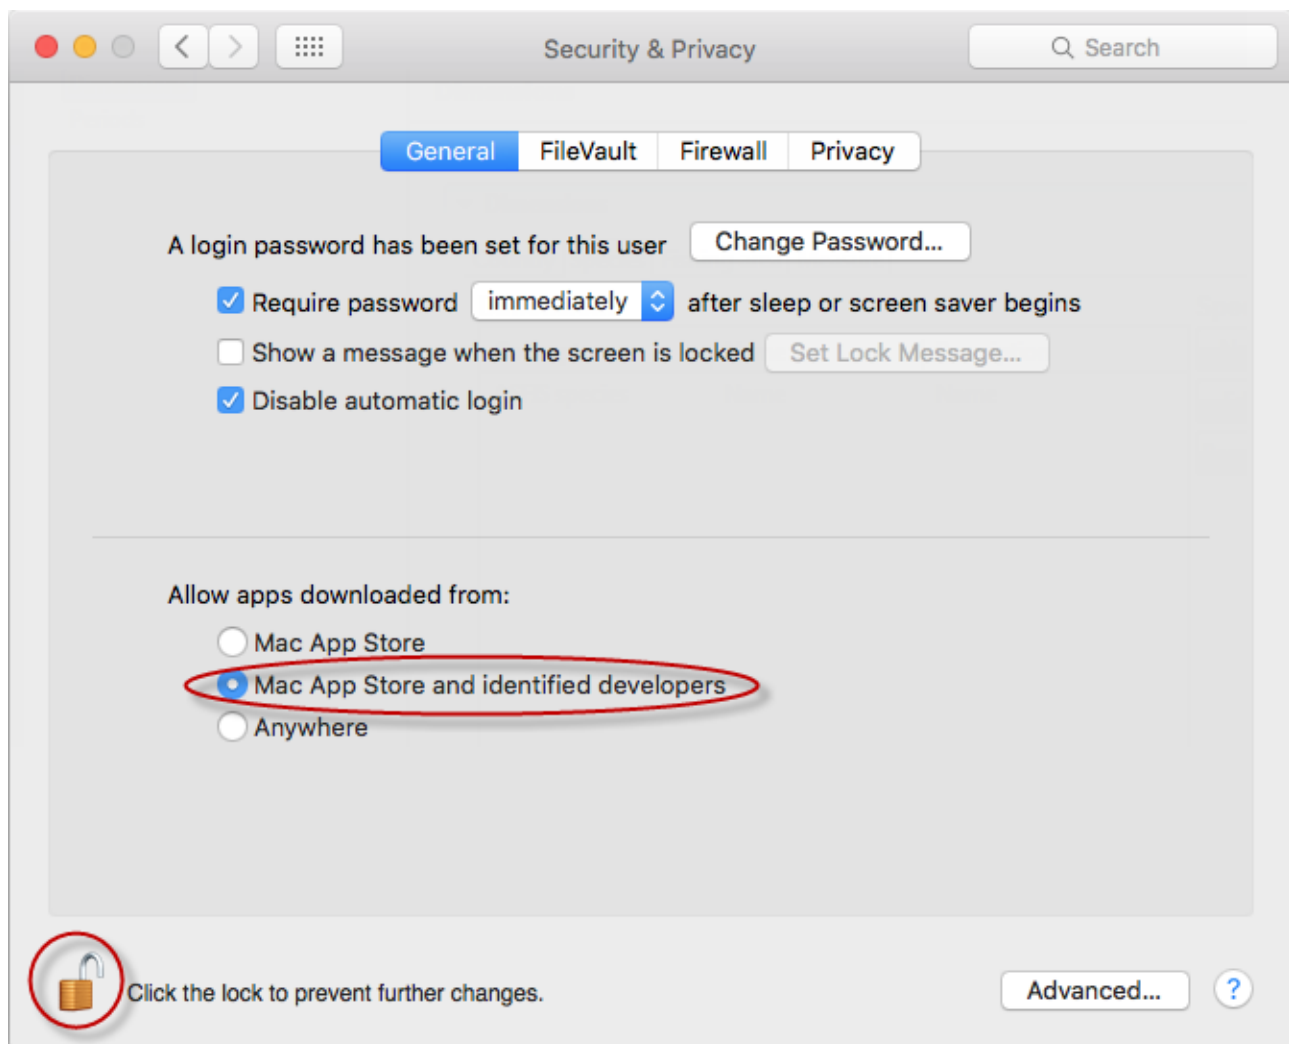 Security & Privacy
Search
General FileVault Firewall Privacy
A login password has been set for this user Change Password...
Require password immediately after sleep or screen saver begins
Show a message when the screen is locked Set Lock Message...
Disable automatic login
Allow apps downloaded from:
Mac App Store
Mac App Store and identified developers
Anywhere
Click the lock to prevent further changes.
Advanced... ?